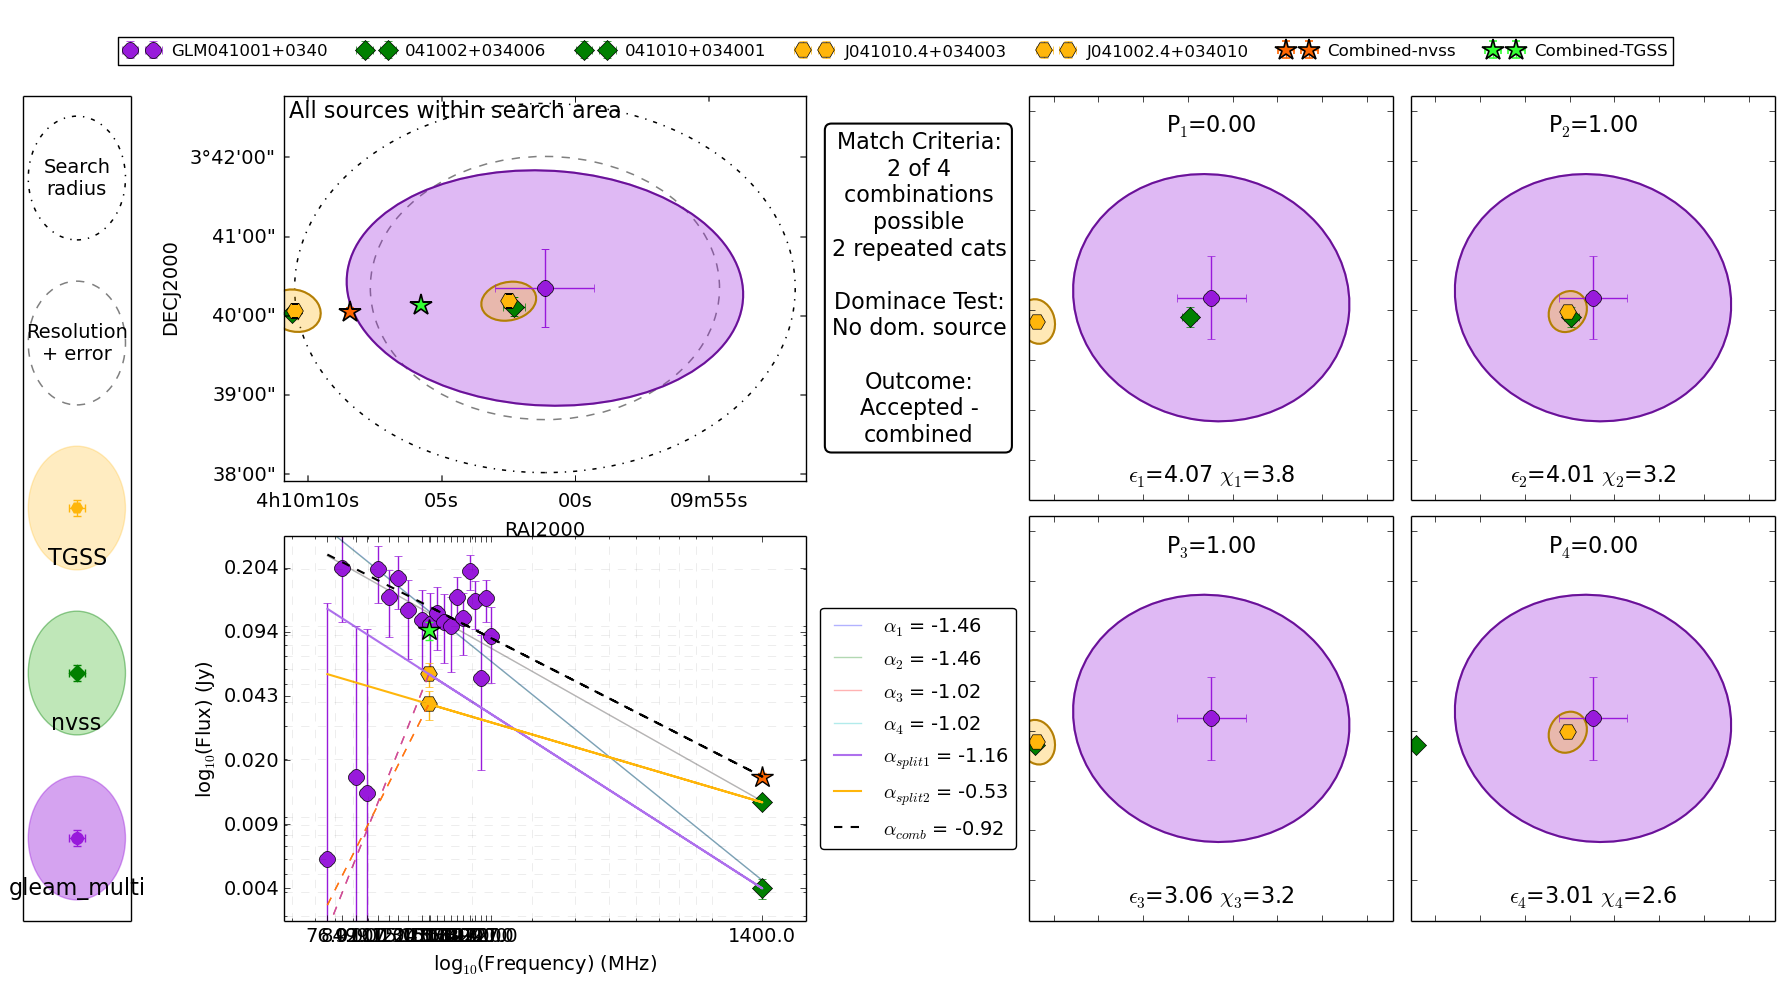 GLM041001+0340 041002+034006 041010+034001 J041010.4+034003 J041002.4+034010 Combined-nvss Combined-TGSS
Search
radius
Resolution
+ error
TGSS
nvss
gleam_multi
All sources within search area
3°42'00"
41'00"
40'00"
39'00"
38'00"
DECJ2000
4h10m10s 05s 00s 09m55s
RAJ2000
Match Criteria:
2 of 4
combinations
possible
2 repeated cats
Dominace Test:
No dom. source
Outcome:
Accepted -
combined
P1=0.00
ϵ1=4.07 χ1=3.8
P2=1.00
ϵ2=4.01 χ2=3.2
P3=1.00
ϵ3=3.06 χ3=3.2
P4=0.00
ϵ4=3.01 χ4=2.6
0.204
0.094
0.043
0.020
0.009
0.004
log10(Flux) (Jy)
1400.0
log10(Frequency) (MHz)
α1 = -1.46
α2 = -1.46
α3 = -1.02
α4 = -1.02
αsplit1 = -1.16
αsplit2 = -0.53
αcomb = -0.92